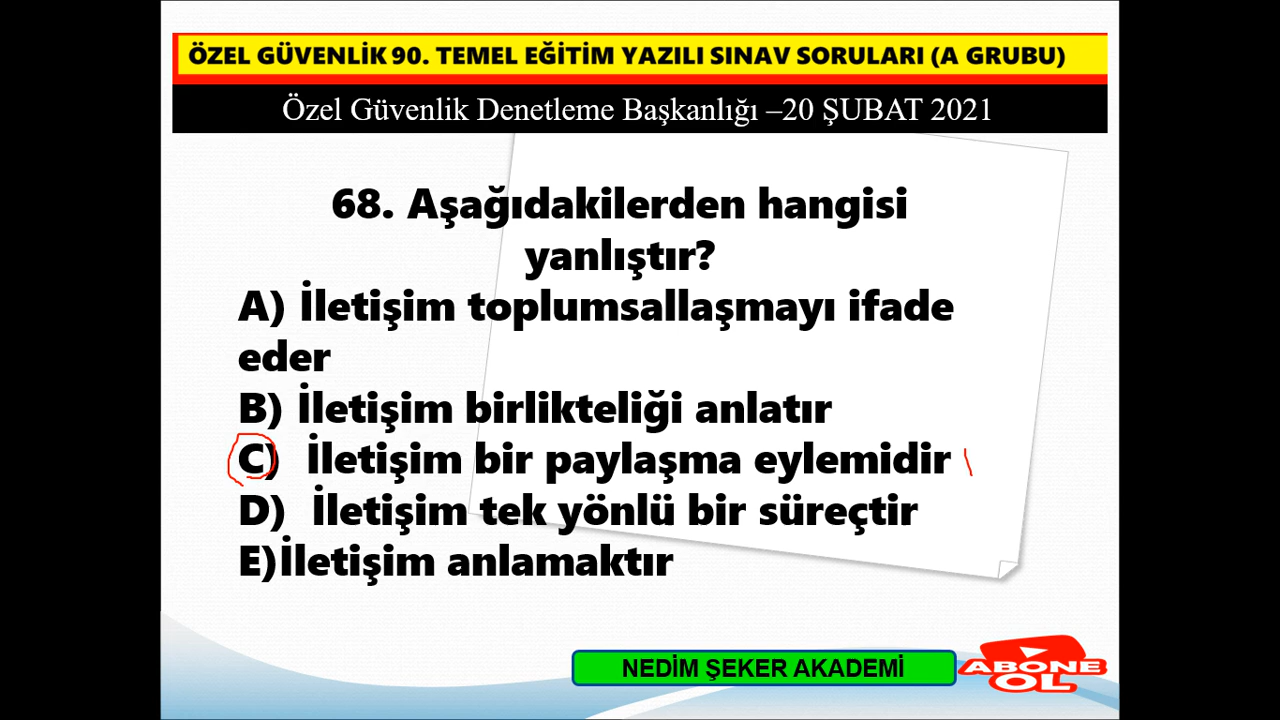 ÖZEL GÜVENLİK 90. TEMEL EĞİTİM YAZILI SINAV SORULARI (A GRUBU)
Özel Güvenlik Denetleme Başkanlığı –20 ŞUBAT 2021
68. Aşağıdakilerden hangisi
yanlıştır?
A) İletişim toplumsallaşmayı ifade
eder
B) İletişim birlikteliği anlatır
C) İletişim bir paylaşma eylemidir
D) İletişim tek yönlü bir süreçtir
E)İletişim anlamaktır
NEDİM ŞEKER AKADEMİ
ABONE
OL